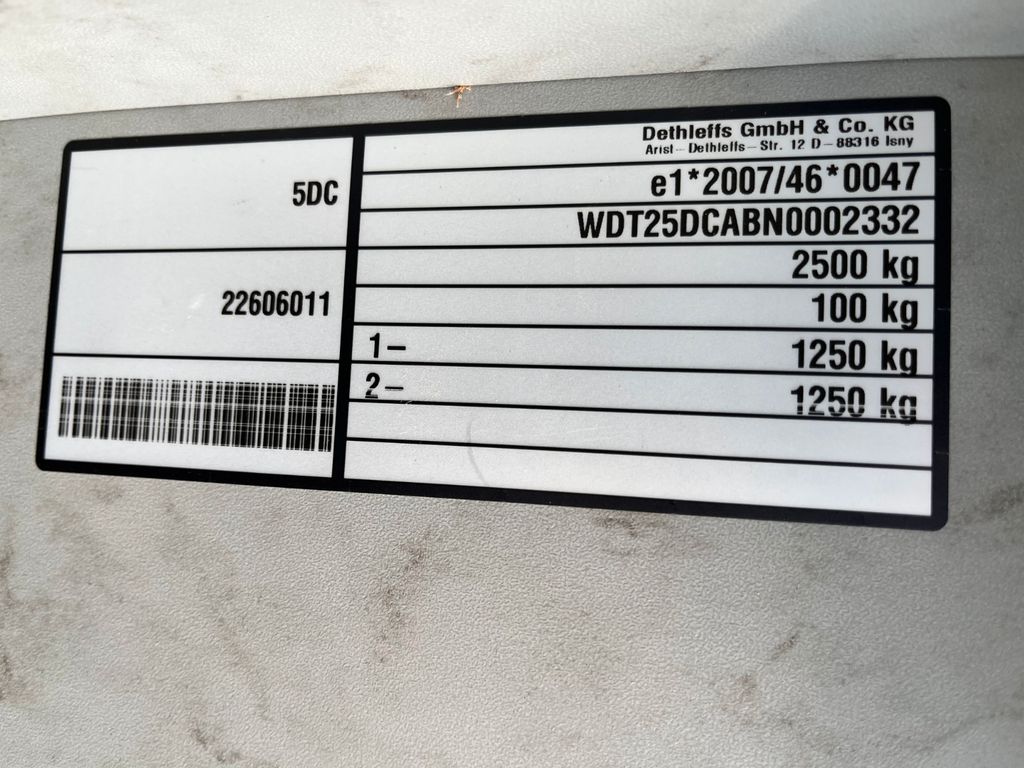 5DC
22606011
Dethleffs GmbH & Co. KG
Arist-Dethleffs-Str. 12 D-88316 Isny
e1*2007/46*0047
WDT25DCABN0002332
2500 kg
100 kg
1- 1250 kg
2- 1250 kg